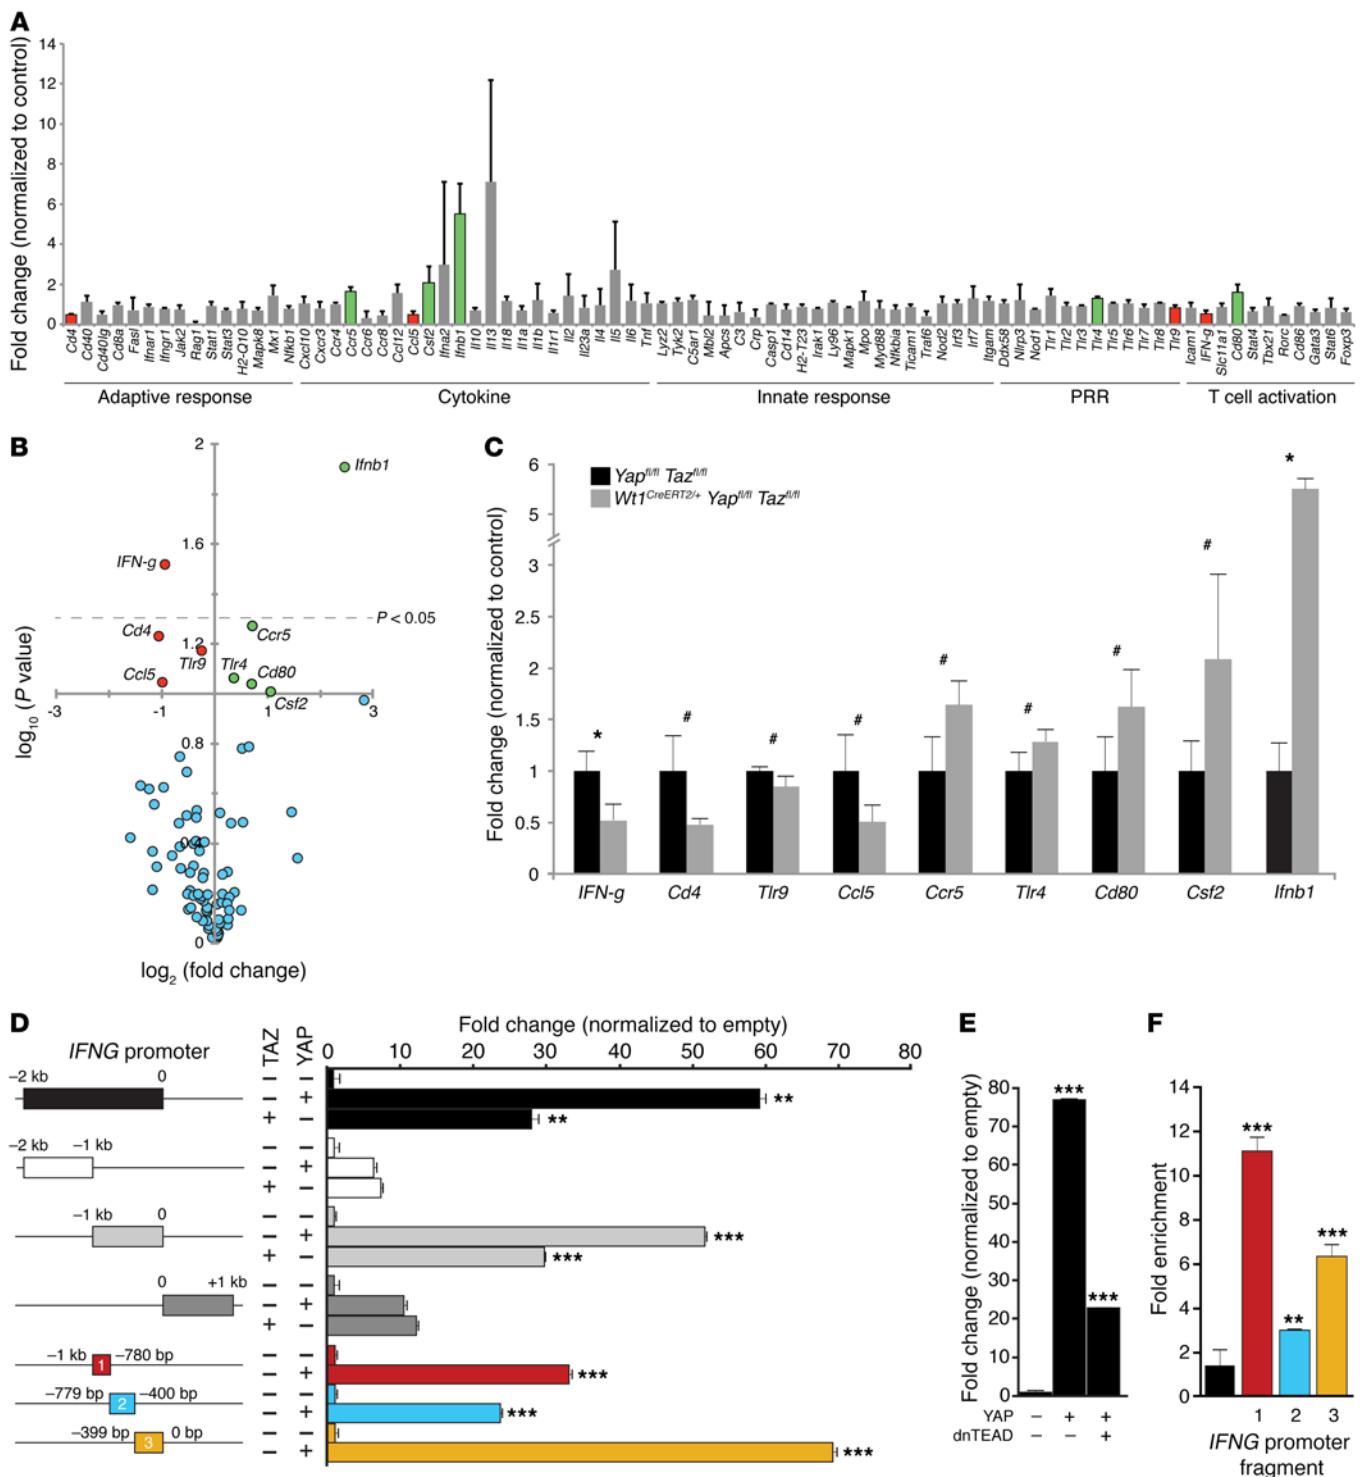 A
Fold change (normalized to control)
14
12
10
8
6
4
2
0
Cd4 Cd40 Cd40lg Cd8a Fasl Ifnar1 Ifngr1 Jak2 Rag1 Stat1 Stat3 H2-Q10 Mapk8 Mx1 Nfkb1 Cxcl10 Cxcr3 Ccr4 Ccr5 Ccr6 Ccr8 Ccl12 Ccl5 Csf2 Ifna2 Ifnb1 Il10 Il13 Il18 Il1a Il1b Il1r1 Il2 Il23a Il4 Il5 Il6 Tnf Lyz2 Tyk2 C5ar1 Mbl2 Apcs C3 Crp Casp1 Cd14 H2-T23 Irak1 Ly96 Mapk1 Mpo Myd88 Nfkbia Ticam1 Traf6 Nod2 Irf3 Irf7 Itgam Ddx58 Nlrp3 Nod1 Tlr1 Tlr2 Tlr3 Tlr4 Tlr5 Tlr6 Tlr7 Tlr8 Tlr9 Icam1 IFN-g Slc11a1 Cd80 Stat4 Tbx21 Rorc Cd86 Gata3 Stat6 Foxp3
Adaptive response Cytokine Innate response PRR T cell activation
B
log10 (P value)
2
Ifnb1
1.6
IFN-g
P < 0.05
Cd4
Ccr5
1.2
Tlr9 Tlr4 Cd80
Ccl5
Csf2
-3 -1 1 3
0.8
0.4
0
log2 (fold change)
C
Fold change (normalized to control)
6
5
3
2.5
2
1.5
1
0.5
0
Yapfl/fl Tazfl/fl
Wt1CreERT2/+ Yapfl/fl Tazfl/fl
* # # # # # # # *
IFN-g Cd4 Tlr9 Ccl5 Ccr5 Tlr4 Cd80 Csf2 Ifnb1
D
Fold change (normalized to empty)
IFNG promoter TAZ YAP
0 10 20 30 40 50 60 70 80
−2 kb 0
− −
− + **
+ − **
−2 kb −1 kb
− −
− +
+ −
−1 kb 0
− −
− + ***
+ − ***
0 +1 kb
− −
− +
+ −
−1 kb 1 −780 bp − −
− + ***
−779 bp 2 −400 bp − −
− + ***
−399 bp 3 0 bp − −
− + ***
E
Fold change (normalized to empty)
80
70
60
50
40
30
20
10
0
***
***
YAP − + +
dnTEAD − − +
F
Fold enrichment
14
12
10
8
6
4
2
0
***
**
***
1 2 3
IFNG promoter
fragment